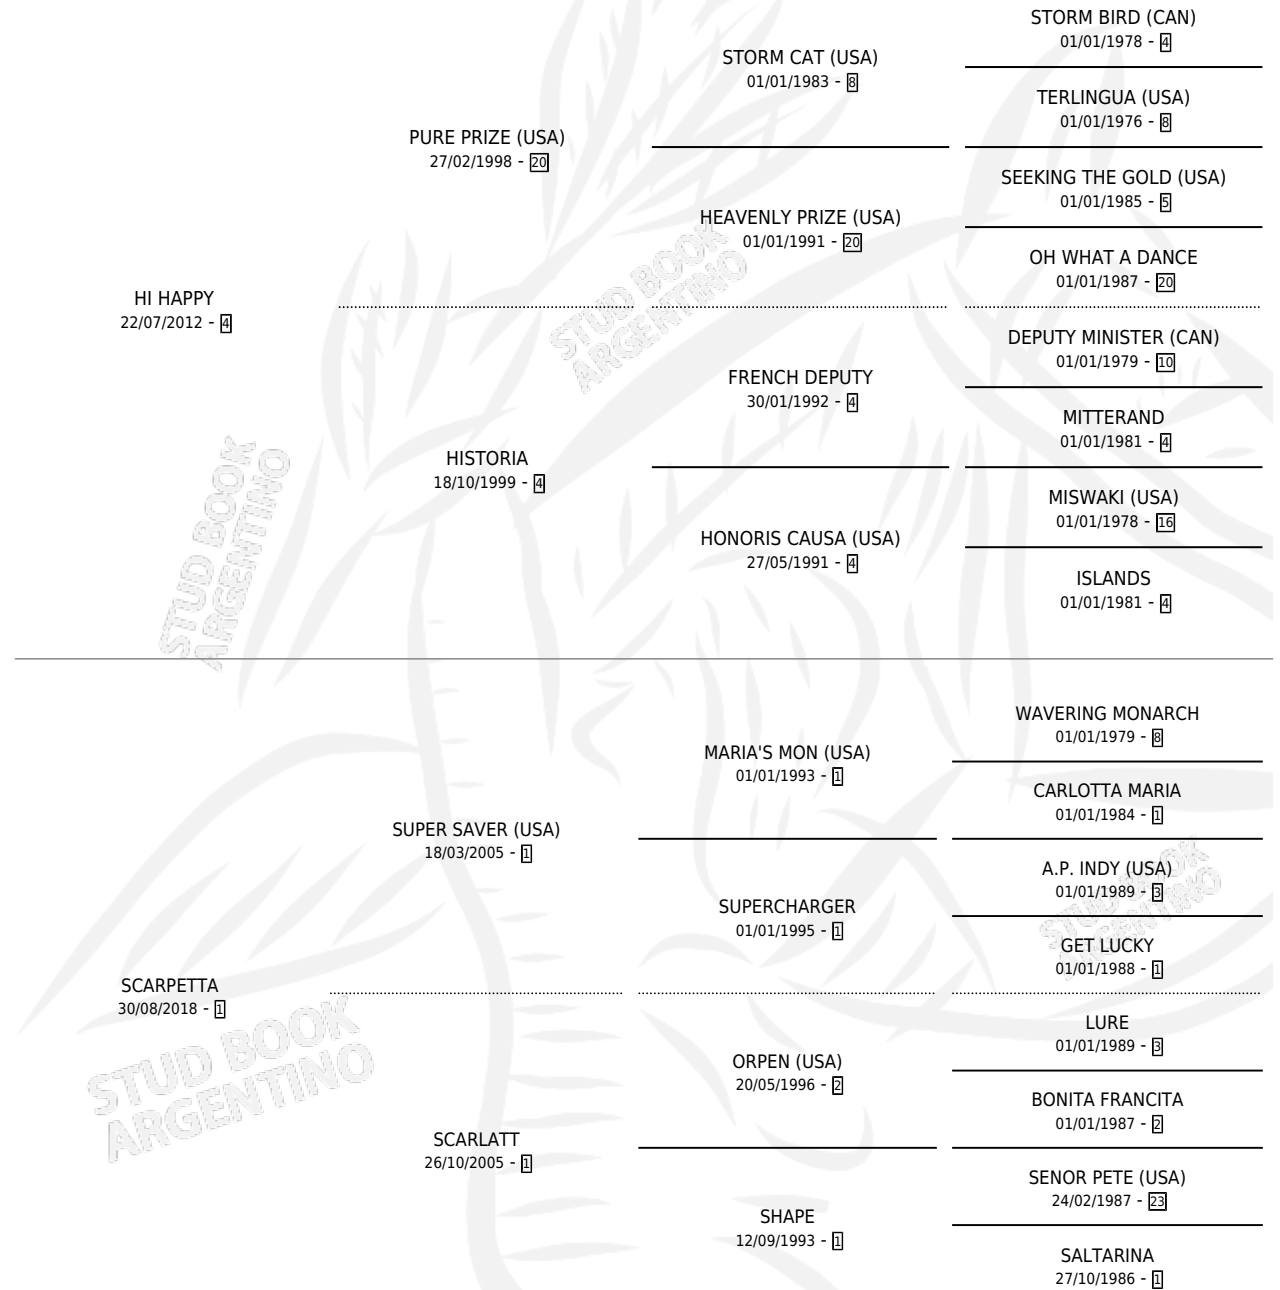 STORM BIRD (CAN)
01/01/1978 - 4
STORM CAT (USA)
01/01/1983 - 8
TERLINGUA (USA)
01/01/1976 - 8
PURE PRIZE (USA)
27/02/1998 - 20
SEEKING THE GOLD (USA)
01/01/1985 - 5
HEAVENLY PRIZE (USA)
01/01/1991 - 20
OH WHAT A DANCE
01/01/1987 - 20
HI HAPPY
22/07/2012 - 4
DEPUTY MINISTER (CAN)
01/01/1979 - 10
FRENCH DEPUTY
30/01/1992 - 4
MITTERAND
01/01/1981 - 4
HISTORIA
18/10/1999 - 4
MISWAKI (USA)
01/01/1978 - 16
HONORIS CAUSA (USA)
27/05/1991 - 4
ISLANDS
01/01/1981 - 4
STUD BOOK
ARGENTINO
STUD BOOK
ARGENTINO
WAVERING MONARCH
01/01/1979 - 8
MARIA'S MON (USA)
01/01/1993 - 1
CARLOTTA MARIA
01/01/1984 - 1
SUPER SAVER (USA)
18/03/2005 - 1
A.P. INDY (USA)
01/01/1989 - 3
SUPERCHARGER
01/01/1995 - 1
GET LUCKY
01/01/1988 - 1
SCARPETTA
30/08/2018 - 1
LURE
01/01/1989 - 3
ORPEN (USA)
20/05/1996 - 2
BONITA FRANCITA
01/01/1987 - 2
SCARLATT
26/10/2005 - 1
SENOR PETE (USA)
24/02/1987 - 23
SHAPE
12/09/1993 - 1
SALTARINA
27/10/1986 - 1
STUD BOOK
ARGENTINO
STUD BOOK
ARGENTINO